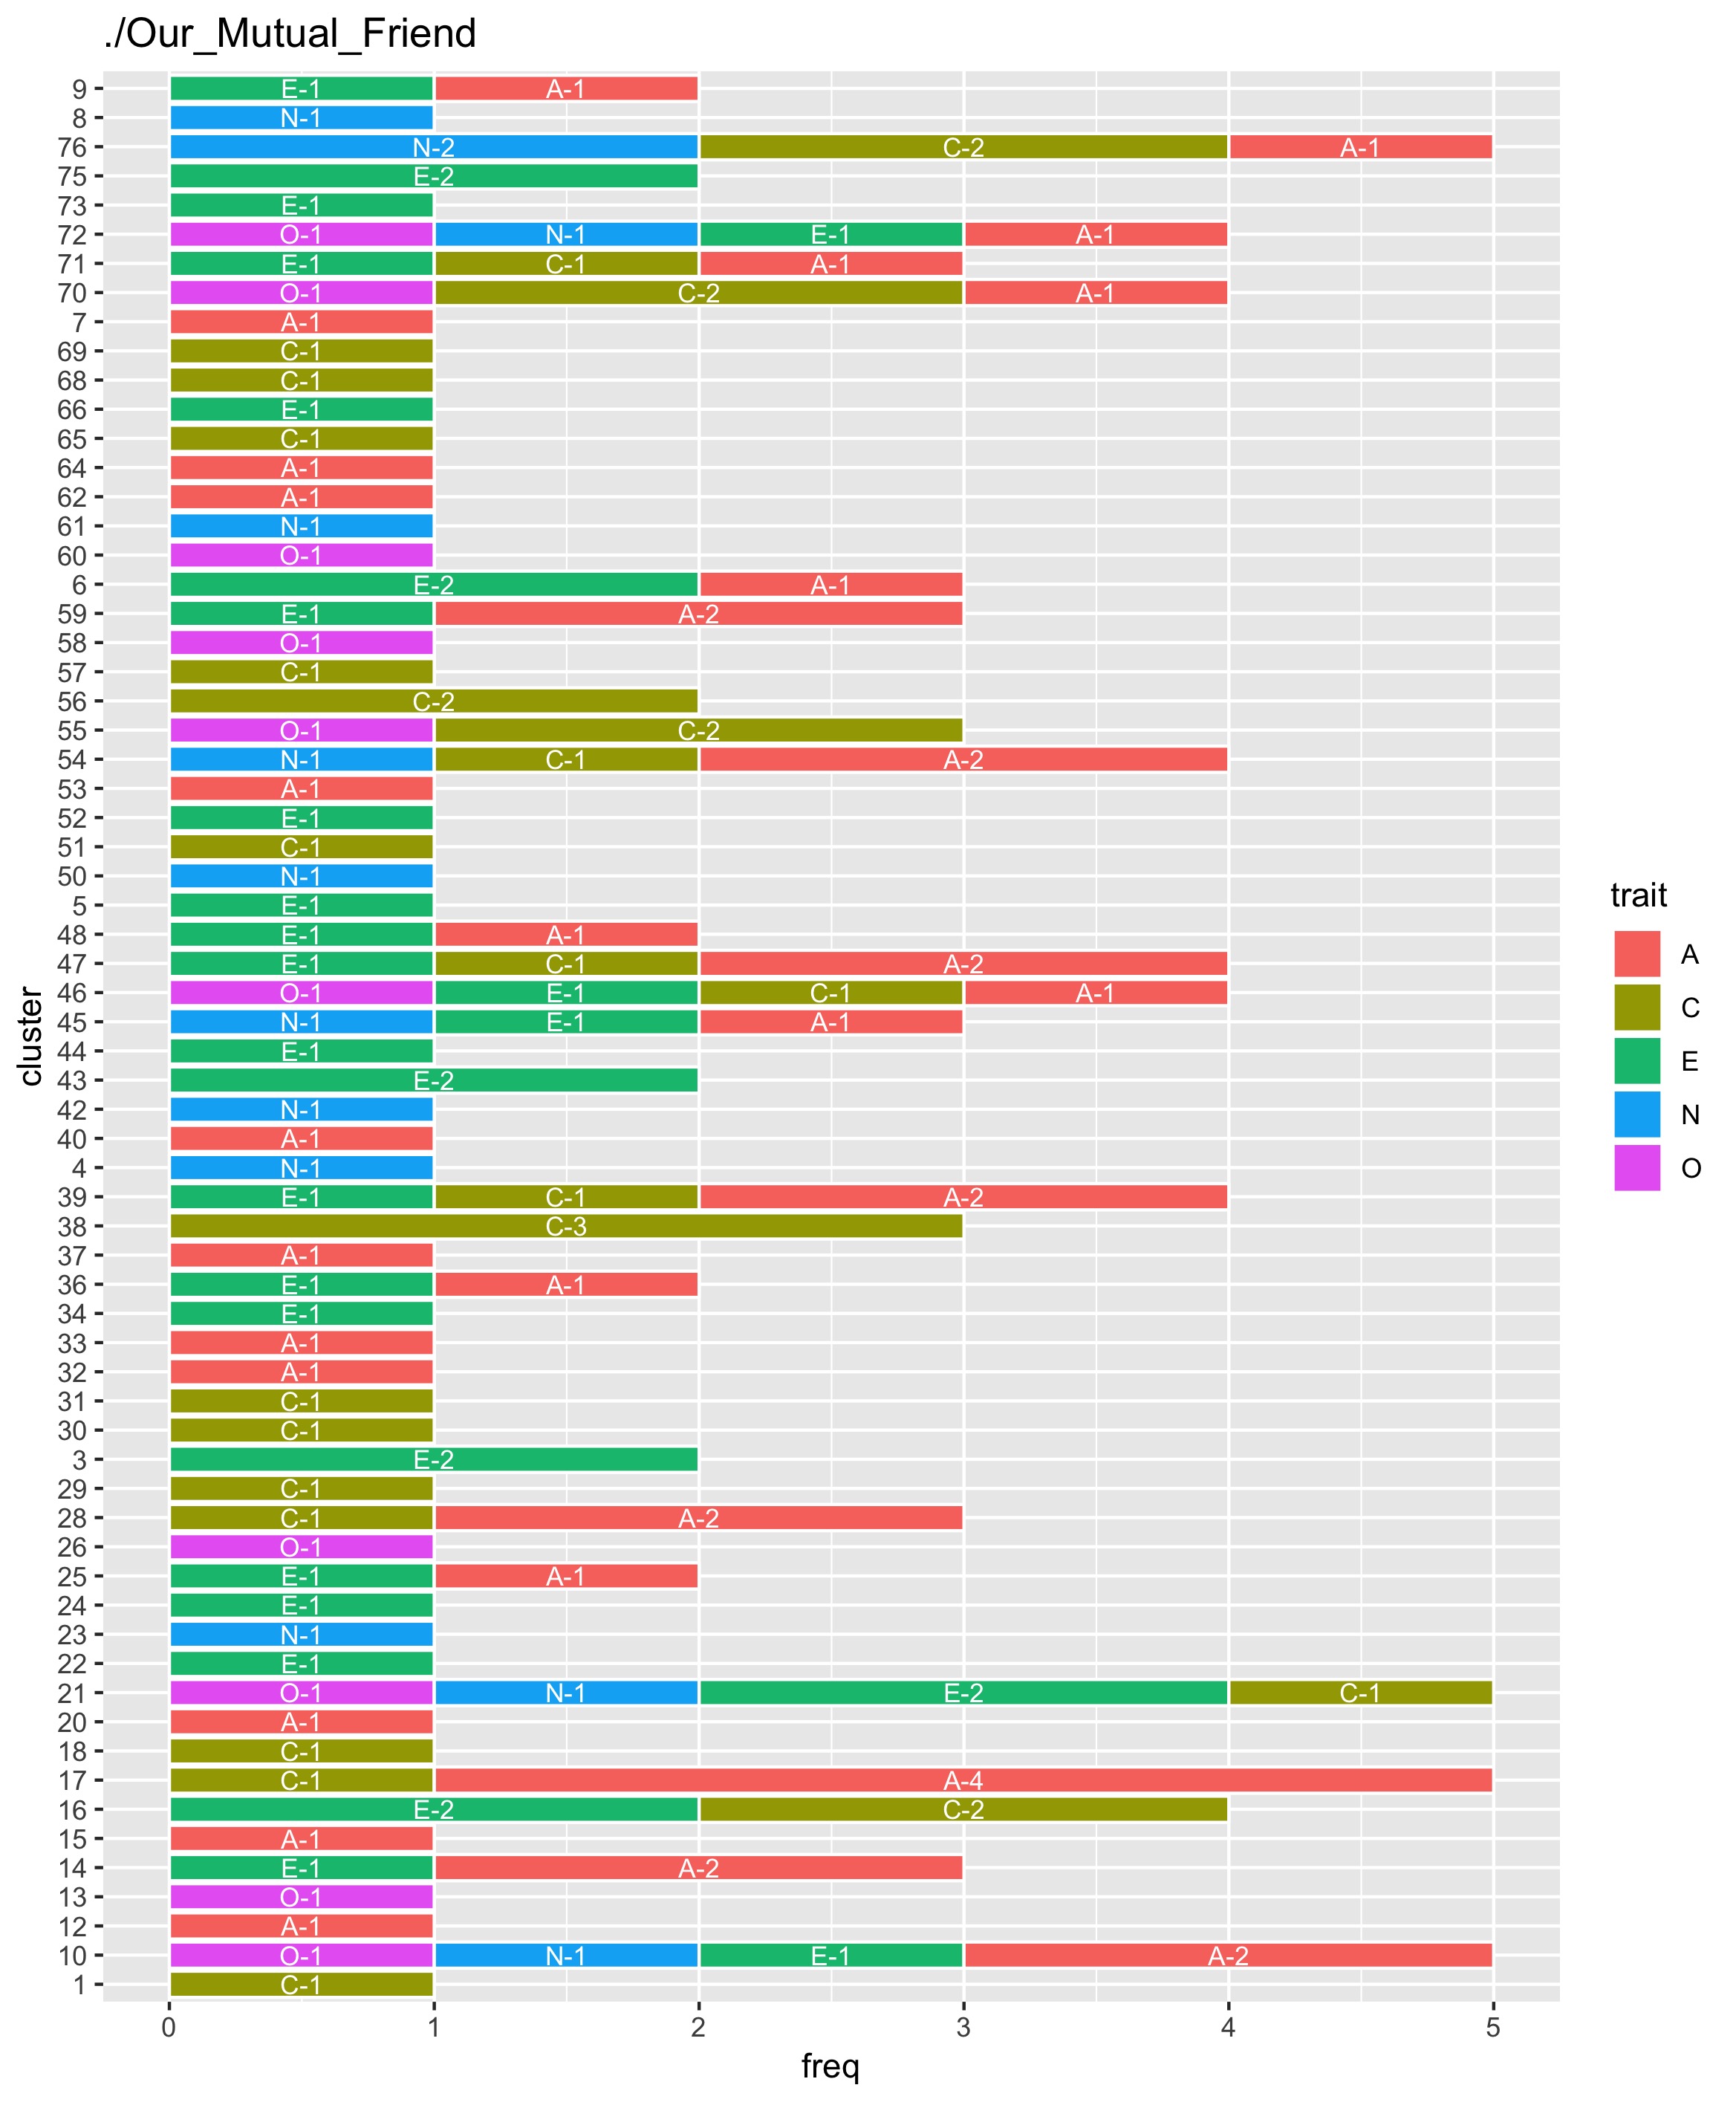 ./Our_Mutual_Friend
9 E-1 A-1
8 N-1
76 N-2 C-2 A-1
75 E-2
73 E-1
72 O-1 N-1 E-1 A-1
71 E-1 C-1 A-1
70 O-1 C-2 A-1
7 A-1
69 C-1
68 C-1
66 E-1
65 C-1
64 A-1
62 A-1
61 N-1
60 O-1
6 E-2 A-1
59 E-1 A-2
58 O-1
57 C-1
56 C-2
55 O-1 C-2
54 N-1 C-1 A-2
53 A-1
52 E-1
51 C-1
50 N-1
5 E-1
48 E-1 A-1
47 E-1 C-1 A-2
46 O-1 E-1 C-1 A-1
45 N-1 E-1 A-1
44 E-1
43 E-2
42 N-1
40 A-1
4 N-1
39 E-1 C-1 A-2
38 C-3
37 A-1
36 E-1 A-1
34 E-1
33 A-1
32 A-1
31 C-1
30 C-1
3 E-2
29 C-1
28 C-1 A-2
26 O-1
25 E-1 A-1
24 E-1
23 N-1
22 E-1
21 O-1 N-1 E-2 C-1
20 A-1
18 C-1
17 C-1 A-4
16 E-2 C-2
15 A-1
14 E-1 A-2
13 O-1
12 A-1
10 O-1 N-1 E-1 A-2
1 C-1
0 1 2 3 4 5
freq
cluster
trait
A
C
E
N
O